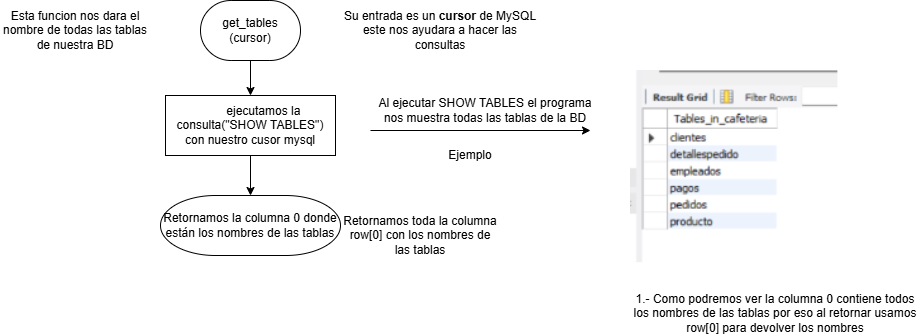 Esta funcion nos dara el
nombre de todas las tablas
de nuestra BD
get_tables
(cursor)
Su entrada es un cursor de MySQL
este nos ayudara a hacer las
consultas
ejecutamos la
consulta("SHOW TABLES")
con nuestro cusor mysql
Al ejecutar SHOW TABLES el programa
nos muestra todas las tablas de la BD
Ejemplo
Result Grid Filter Rows:
Tables_in_cafeteria
clientes
detallespedido
empleados
pagos
pedidos
producto
Retornamos la columna 0 donde
están los nombres de las tablas
Retornamos toda la columna
row[0] con los nombres de
las tablas
1.- Como podremos ver la columna 0 contiene todos
los nombres de las tablas por eso al retornar usamos
row[0] para devolver los nombres